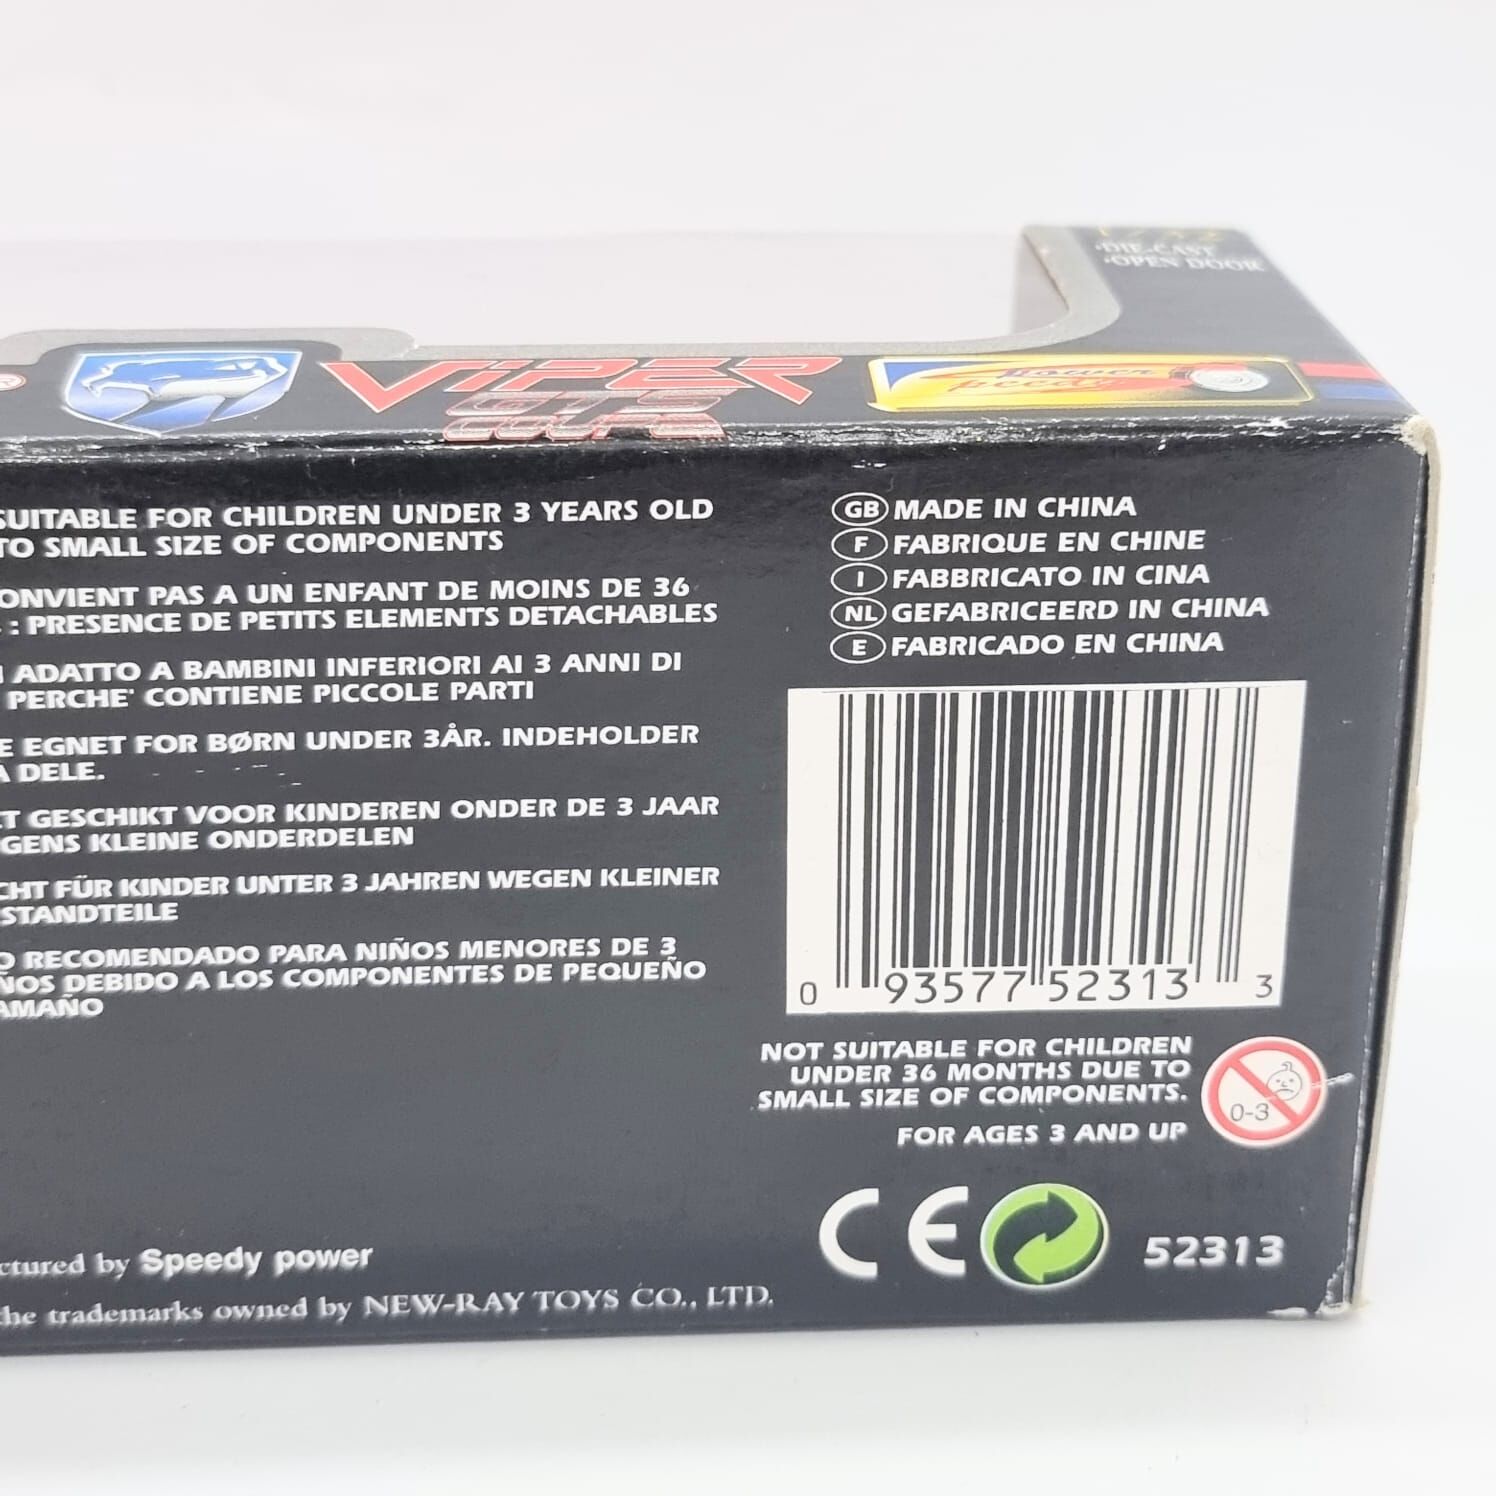 1/32
·DIE-CAST
·OPEN DOOR
VIPER
GTS
COUPE
power
speedy
SUITABLE FOR CHILDREN UNDER 3 YEARS OLD
TO SMALL SIZE OF COMPONENTS
ONVIENT PAS A UN ENFANT DE MOINS DE 36
: PRESENCE DE PETITS ELEMENTS DETACHABLES
ADATTO A BAMBINI INFERIORI AI 3 ANNI DI
PERCHE' CONTIENE PICCOLE PARTI
E EGNET FOR BØRN UNDER 3ÅR. INDEHOLDER
A DELE.
ET GESCHIKT VOOR KINDEREN ONDER DE 3 JAAR
GENS KLEINE ONDERDELEN
CHT FÜR KINDER UNTER 3 JAHREN WEGEN KLEINER
STANDTEILE
O RECOMENDADO PARA NIÑOS MENORES DE 3
ÑOS DEBIDO A LOS COMPONENTES DE PEQUEÑO
AMAÑO
ctured by Speedy power
the trademarks owned by NEW-RAY TOYS CO., LTD.
GB MADE IN CHINA
F FABRIQUE EN CHINE
I FABBRICATO IN CINA
NL GEFABRICEERD IN CHINA
E FABRICADO EN CHINA
0 93577 52313 3
NOT SUITABLE FOR CHILDREN
UNDER 36 MONTHS DUE TO
SMALL SIZE OF COMPONENTS.
0-3
FOR AGES 3 AND UP
CE
52313